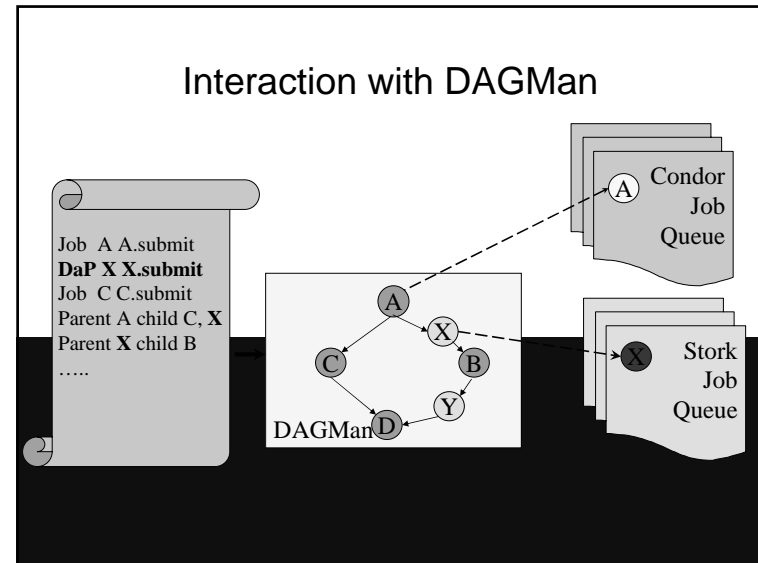 Interaction with DAGMan
Job A A.submit
DaP X X.submit
Job C C.submit
Parent A child C, X
Parent X child B
…..
A
X
C
B
Y
D
DAGMan
A
Condor
Job
Queue
X
Stork
Job
Queue